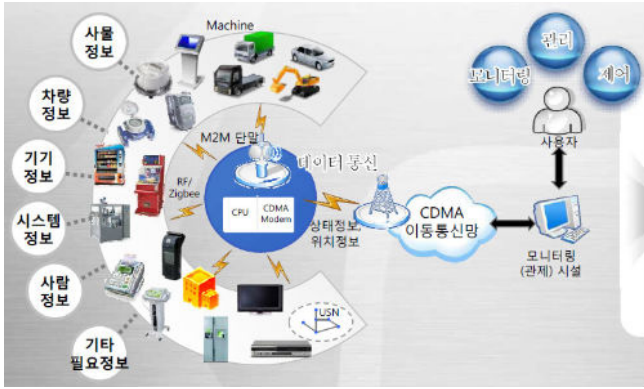 사물
정보
차량
정보
기기
정보
시스템
정보
사람
정보
기타
필요정보
Machine
M2M 단말
RF/
Zigbee
CPU
CDMA
Modem
데이터 통신
상태정보,
위치정보
USN
CDMA
이동통신망
모니터링
관리
제어
사용자
모니터링
(관제) 시설